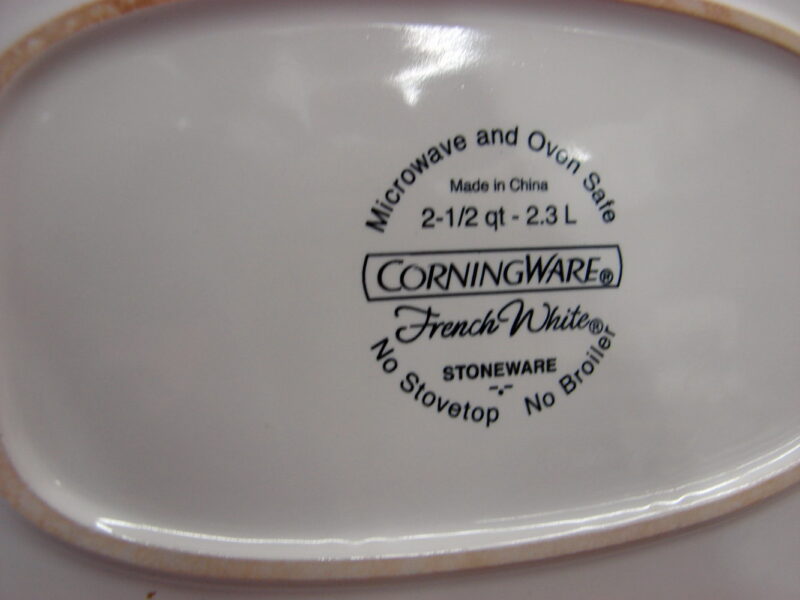 Microwave and Oven Safe
Made in China
2-1/2 qt - 2.3 L
CORNINGWARE®
French White®
STONEWARE
No Stovetop No Broiler